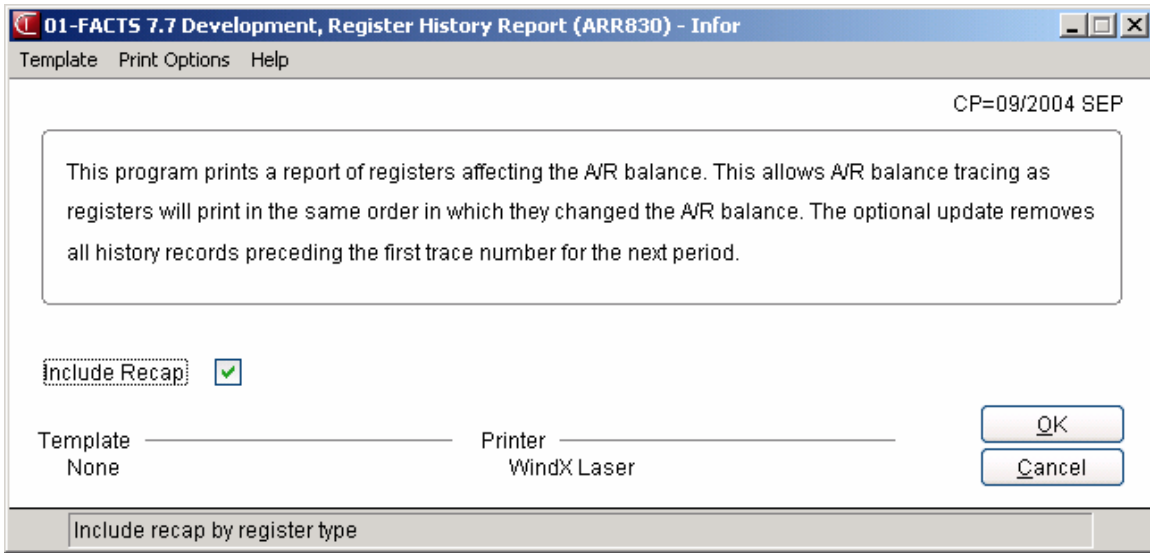 01-FACTS 7.7 Development, Register History Report (ARR830) - Infor
Template Print Options Help
CP=09/2004 SEP
This program prints a report of registers affecting the A/R balance. This allows A/R balance tracing as
registers will print in the same order in which they changed the A/R balance. The optional update removes
all history records preceding the first trace number for the next period.
Include Recap
Template
None
Printer
WindX Laser
OK
Cancel
Include recap by register type